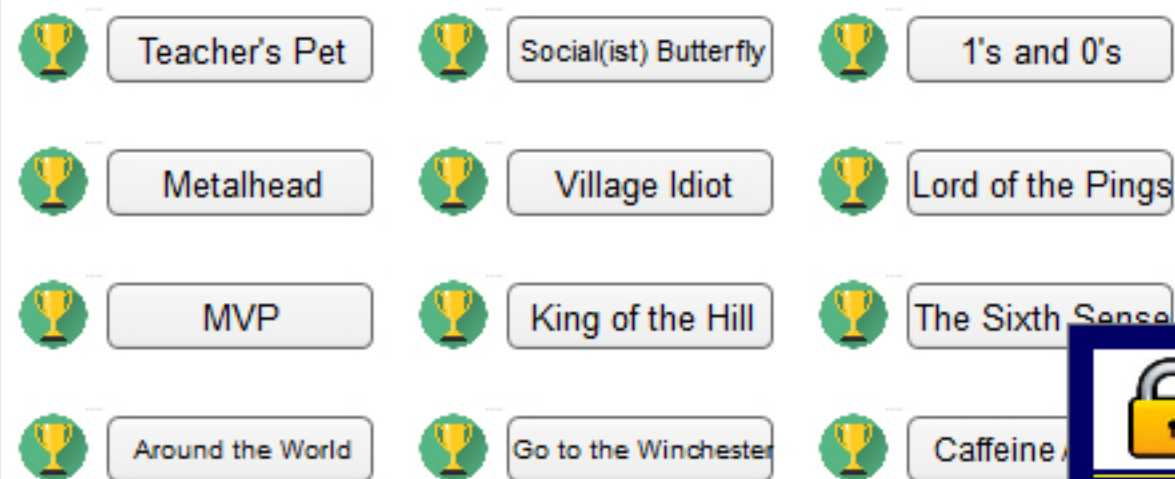 Teacher's Pet
Social(ist) Butterfly
1's and 0's
Metalhead
Village Idiot
Lord of the Pings
MVP
King of the Hill
The Sixth Sense
Around the World
Go to the Winchester
Caffeine